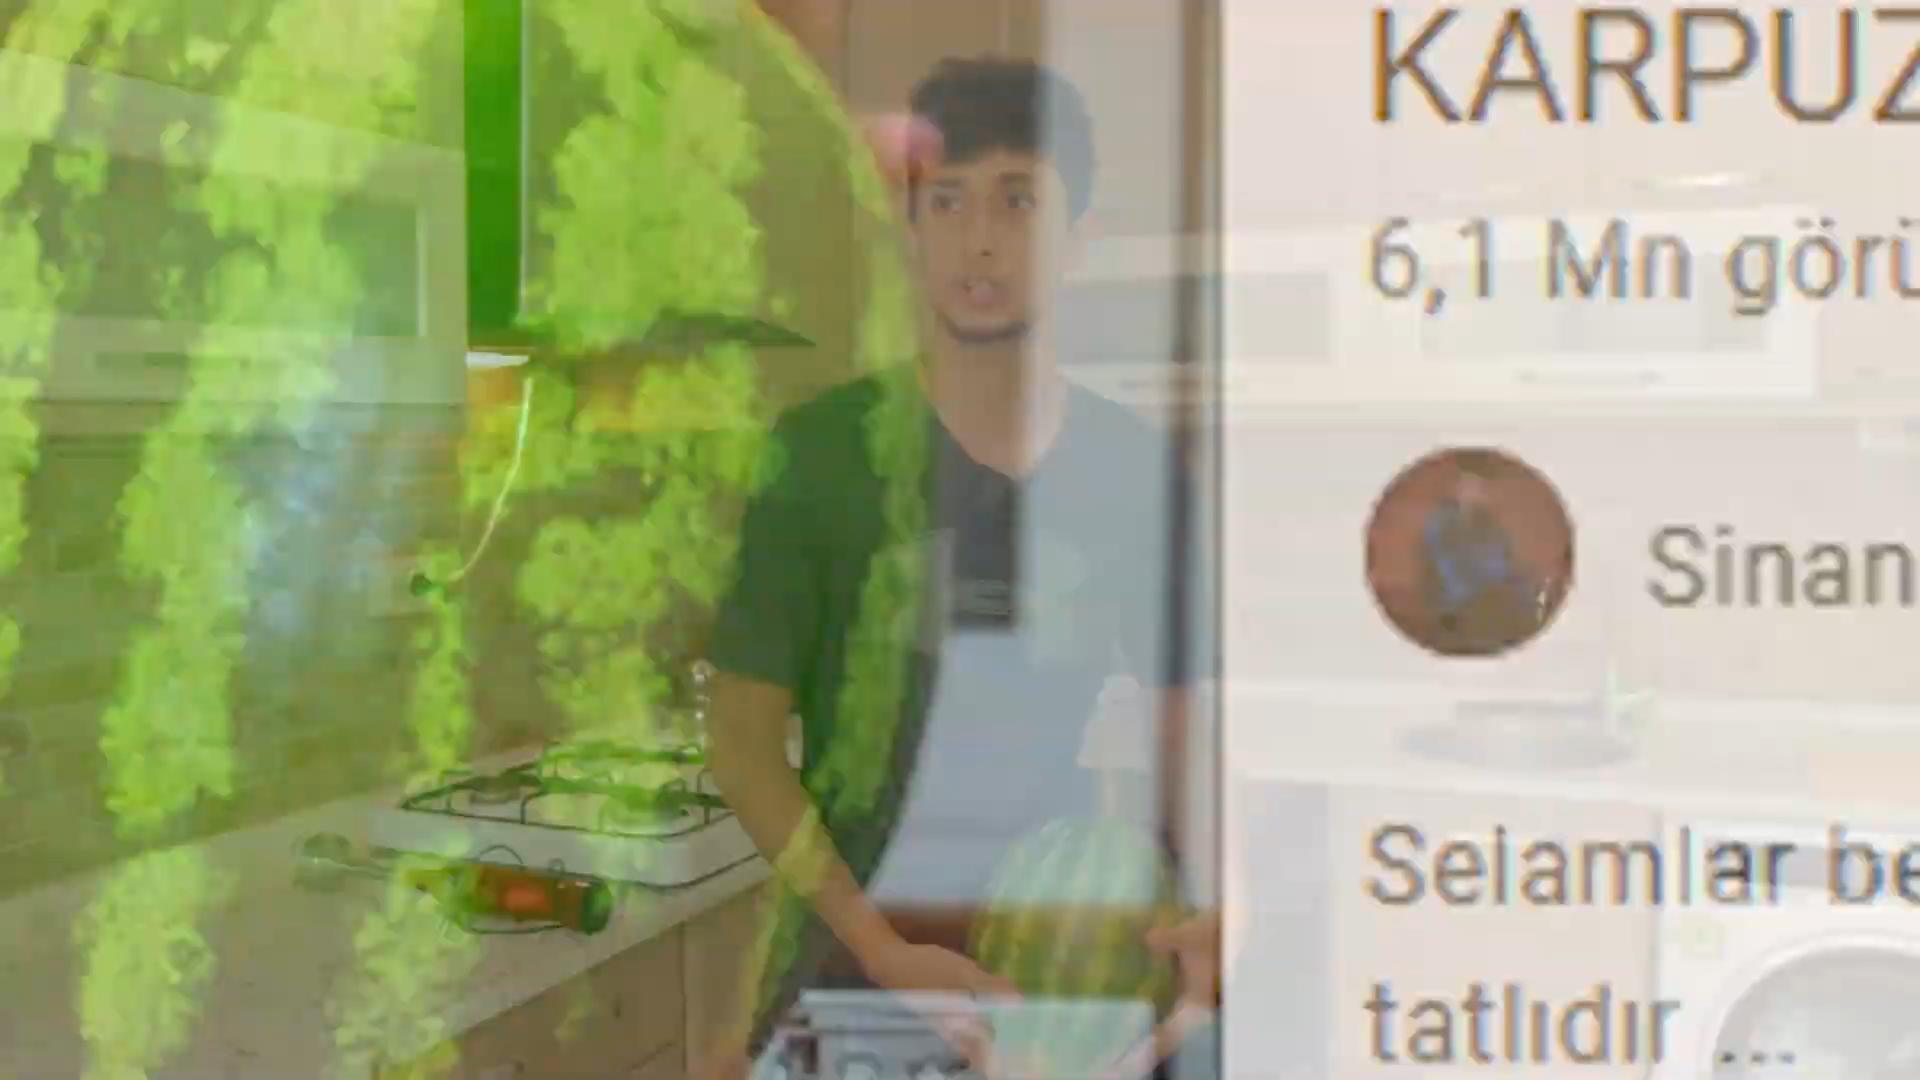 KARPUZ
6,1 Mn görü
Sinan
Selamlar be
tatlıdır ...